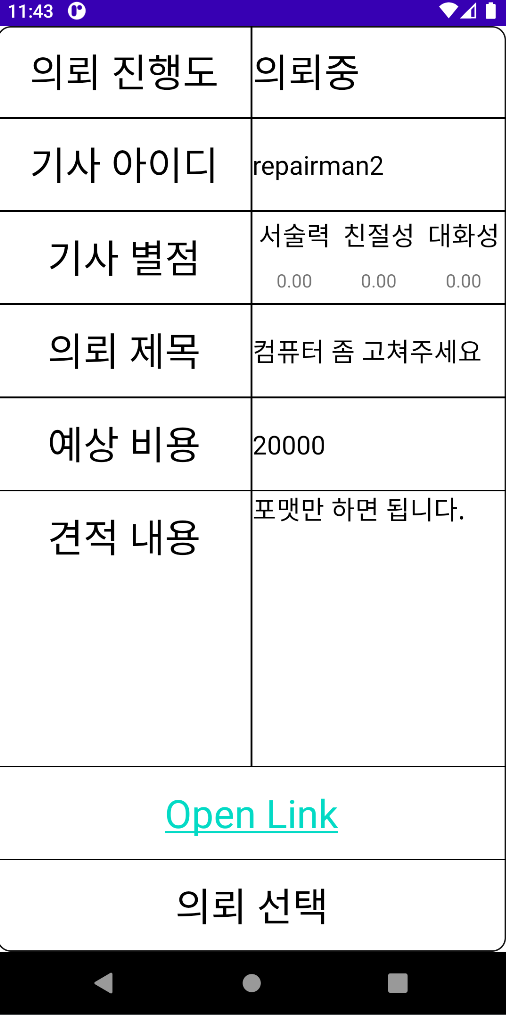 11:43
의뢰 진행도 의뢰중
기사 아이디 repairman2
기사 별점 서술력 친절성 대화성
0.00 0.00 0.00
의뢰 제목 컴퓨터 좀 고쳐주세요
예상 비용 20000
견적 내용 포맷만 하면 됩니다.
Open Link
의뢰 선택